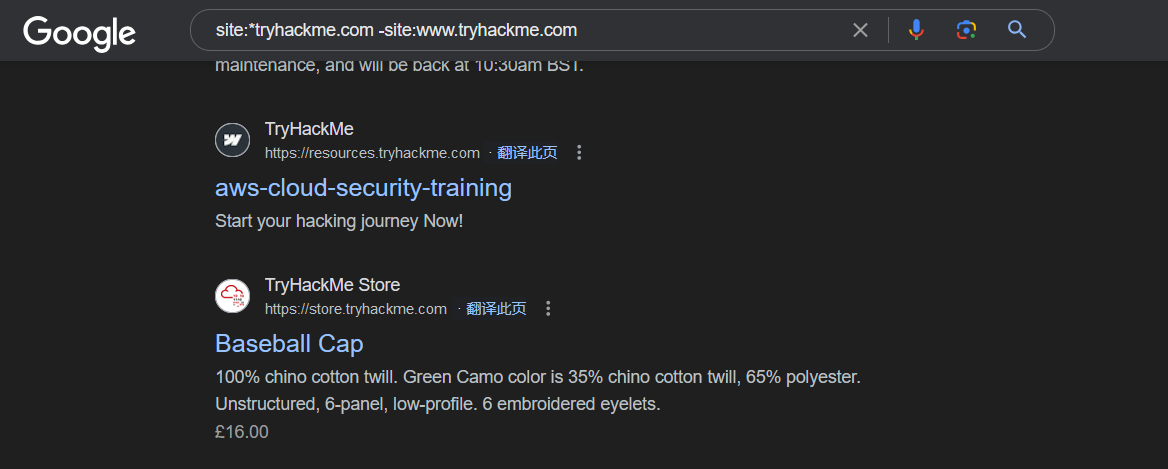 Google
site:*tryhackme.com -site:www.tryhackme.com
maintenance, and will be back at 10:30am BST.
TryHackMe
https://resources.tryhackme.com · 翻译此页
aws-cloud-security-training
Start your hacking journey Now!
TryHackMe Store
https://store.tryhackme.com · 翻译此页
Baseball Cap
100% chino cotton twill. Green Camo color is 35% chino cotton twill, 65% polyester.
Unstructured, 6-panel, low-profile. 6 embroidered eyelets.
£16.00